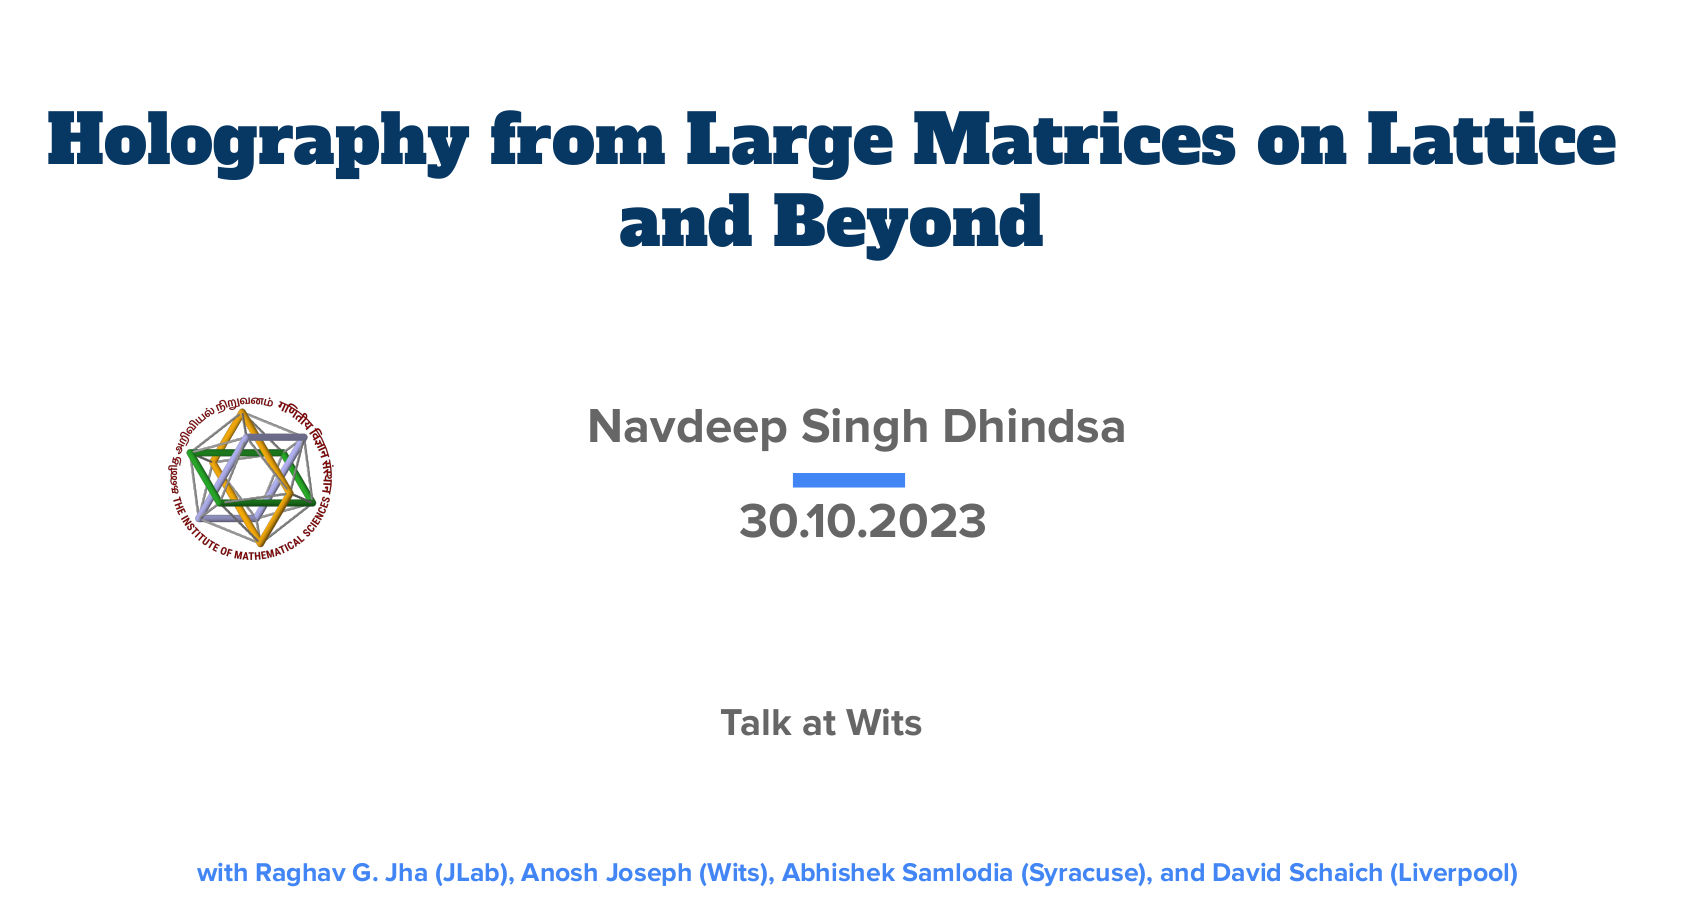 Holography from Large Matrices on Lattice
and Beyond
கணித அறிவியல் நிறுவனம் गणितीय विज्ञान संस्थान
THE INSTITUTE OF MATHEMATICAL SCIENCES
Navdeep Singh Dhindsa
30.10.2023
Talk at Wits
with Raghav G. Jha (JLab), Anosh Joseph (Wits), Abhishek Samlodia (Syracuse), and David Schaich (Liverpool)